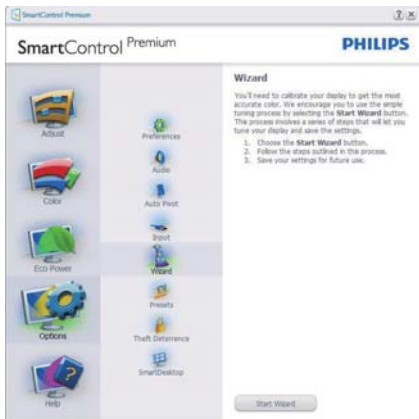 SmartControl Premium
SmartControl Premium
PHILIPS
Adjust
Color
Eco Power
Options
Help
Preferences
Audio
Auto Pivot
Input
Wizard
Presets
Theft Deterrence
SmartDesktop
Wizard
You'll need to calibrate your display to get the most
accurate color. We encourage you to use the simple
tuning process by selecting the Start Wizard button.
The process involves a series of steps that will let you
tune your display and save the settings.
1. Choose the Start Wizard button.
2. Follow the steps outlined in this process.
3. Save your settings for future use.
Start Wizard